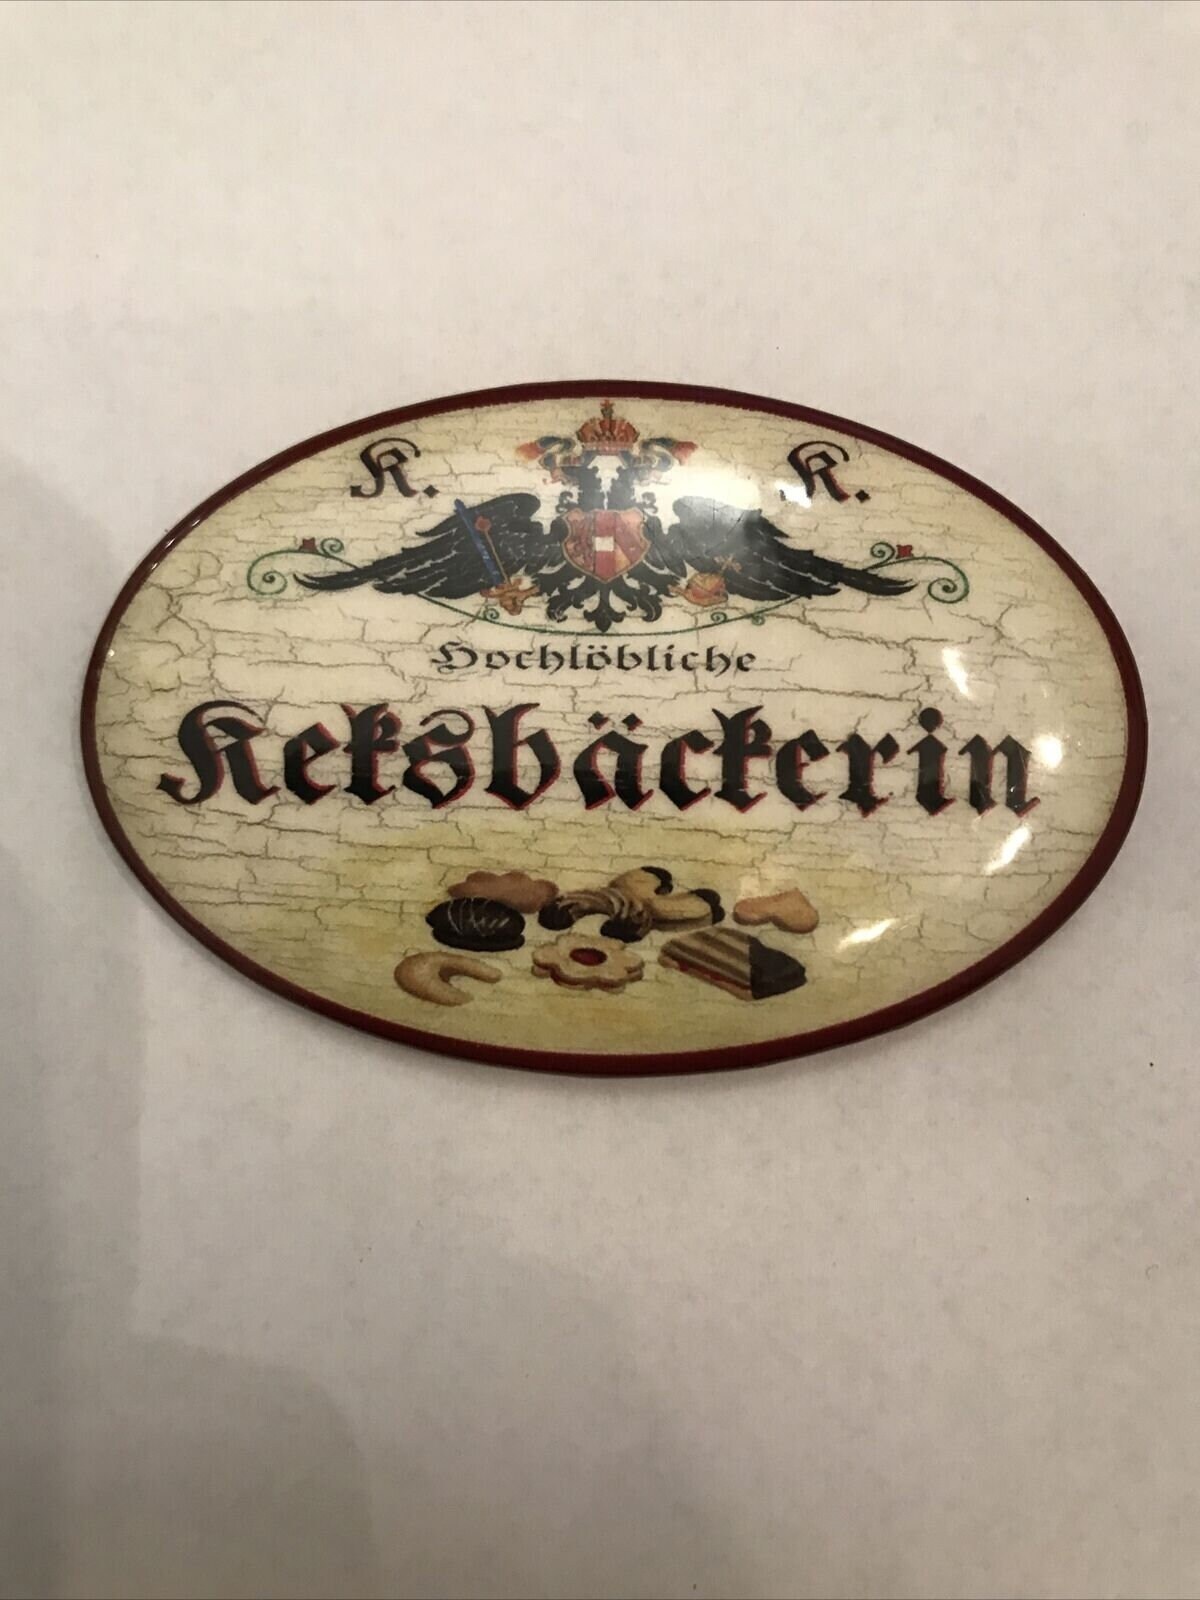 K. K.
Hochlöbliche
Keksbäckerin